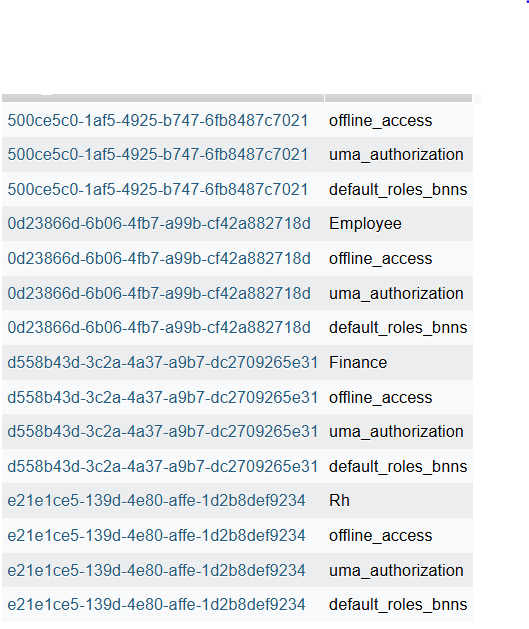 500ce5c0-1af5-4925-b747-6fb8487c7021 offline_access
500ce5c0-1af5-4925-b747-6fb8487c7021 uma_authorization
500ce5c0-1af5-4925-b747-6fb8487c7021 default_roles_bnns
0d23866d-6b06-4fb7-a99b-cf42a882718d Employee
0d23866d-6b06-4fb7-a99b-cf42a882718d offline_access
0d23866d-6b06-4fb7-a99b-cf42a882718d uma_authorization
0d23866d-6b06-4fb7-a99b-cf42a882718d default_roles_bnns
d558b43d-3c2a-4a37-a9b7-dc2709265e31 Finance
d558b43d-3c2a-4a37-a9b7-dc2709265e31 offline_access
d558b43d-3c2a-4a37-a9b7-dc2709265e31 uma_authorization
d558b43d-3c2a-4a37-a9b7-dc2709265e31 default_roles_bnns
e21e1ce5-139d-4e80-affe-1d2b8def9234 Rh
e21e1ce5-139d-4e80-affe-1d2b8def9234 offline_access
e21e1ce5-139d-4e80-affe-1d2b8def9234 uma_authorization
e21e1ce5-139d-4e80-affe-1d2b8def9234 default_roles_bnns